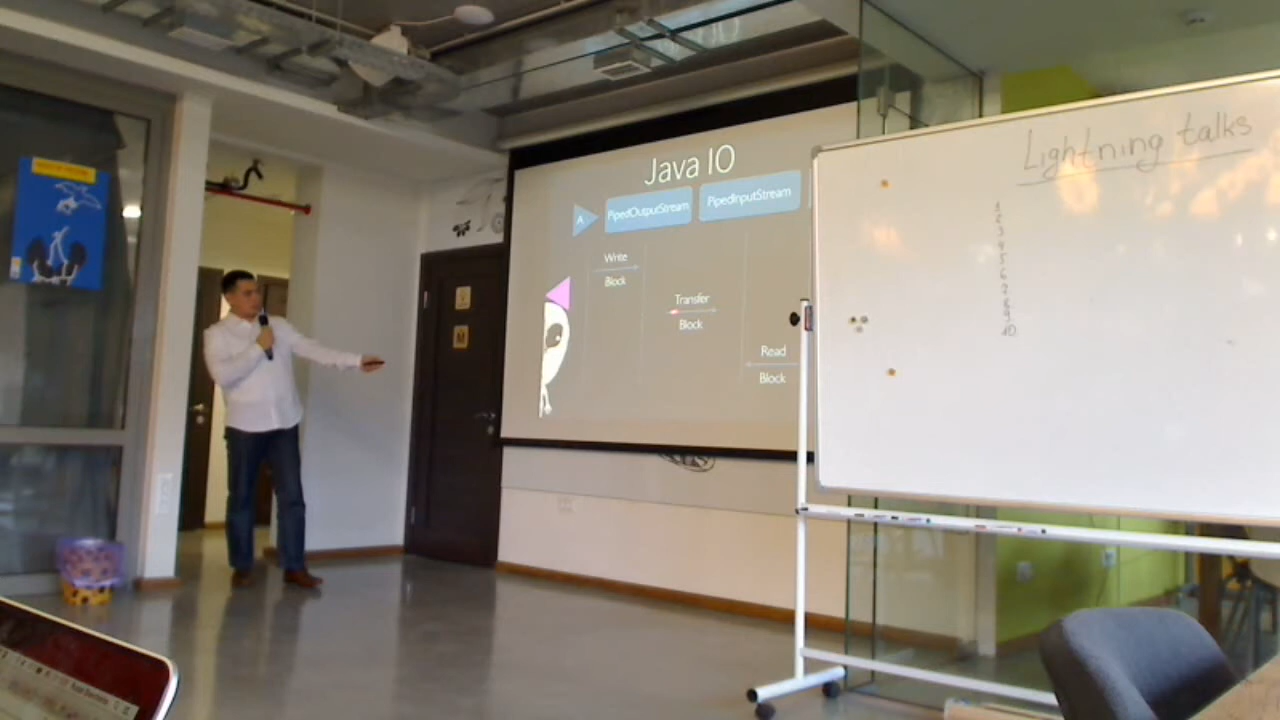 Java IO
A
PipedOutputStream
PipedInputStream
Write
Block
Transfer
Block
Read
Block
Lightning talks
1
2
3
4
5
6
7
8
9
10
M